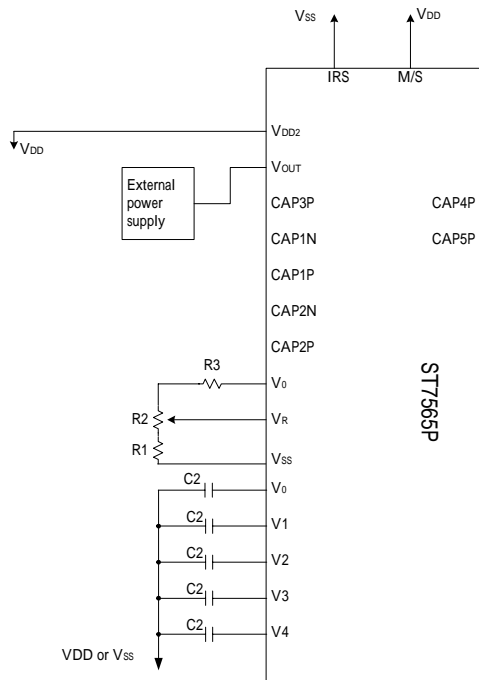 VSS
VDD
IRS
M/S
VDD2
VDD
VOUT
External
power
supply
CAP3P
CAP4P
CAP1N
CAP5P
CAP1P
CAP2N
CAP2P
ST7565P
R3
V0
R2
VR
R1
VSS
C2
V0
C2
V1
C2
V2
C2
V3
C2
V4
VDD or VSS